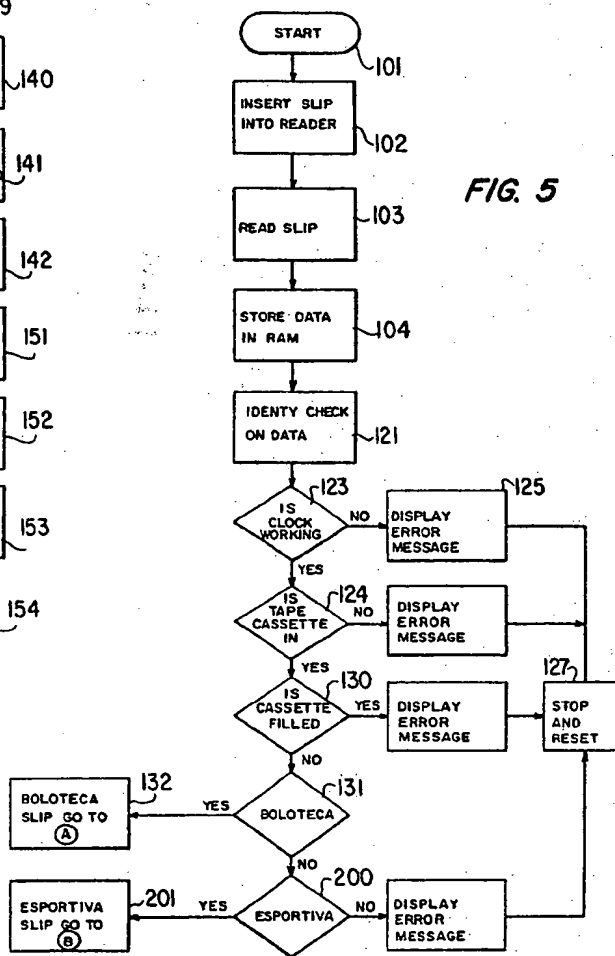 9
140
141
142
151
152
153
154
START
101
INSERT SLIP
INTO READER
102
FIG. 5
READ SLIP
103
STORE DATA
IN RAM
104
IDENTY CHECK
ON DATA
121
IS
CLOCK
WORKING
123
NO
DISPLAY
ERROR
MESSAGE
125
YES
IS
TAPE
CASSETTE
IN
124
NO
DISPLAY
ERROR
MESSAGE
YES
IS
CASSETTE
FILLED
130
YES
DISPLAY
ERROR
MESSAGE
127
STOP
AND
RESET
NO
BOLOTECA
131
YES
BOLOTECA
SLIP GO TO
A
132
NO
ESPORTIVA
200
YES
ESPORTIVA
SLIP GO TO
B
201
NO
DISPLAY
ERROR
MESSAGE